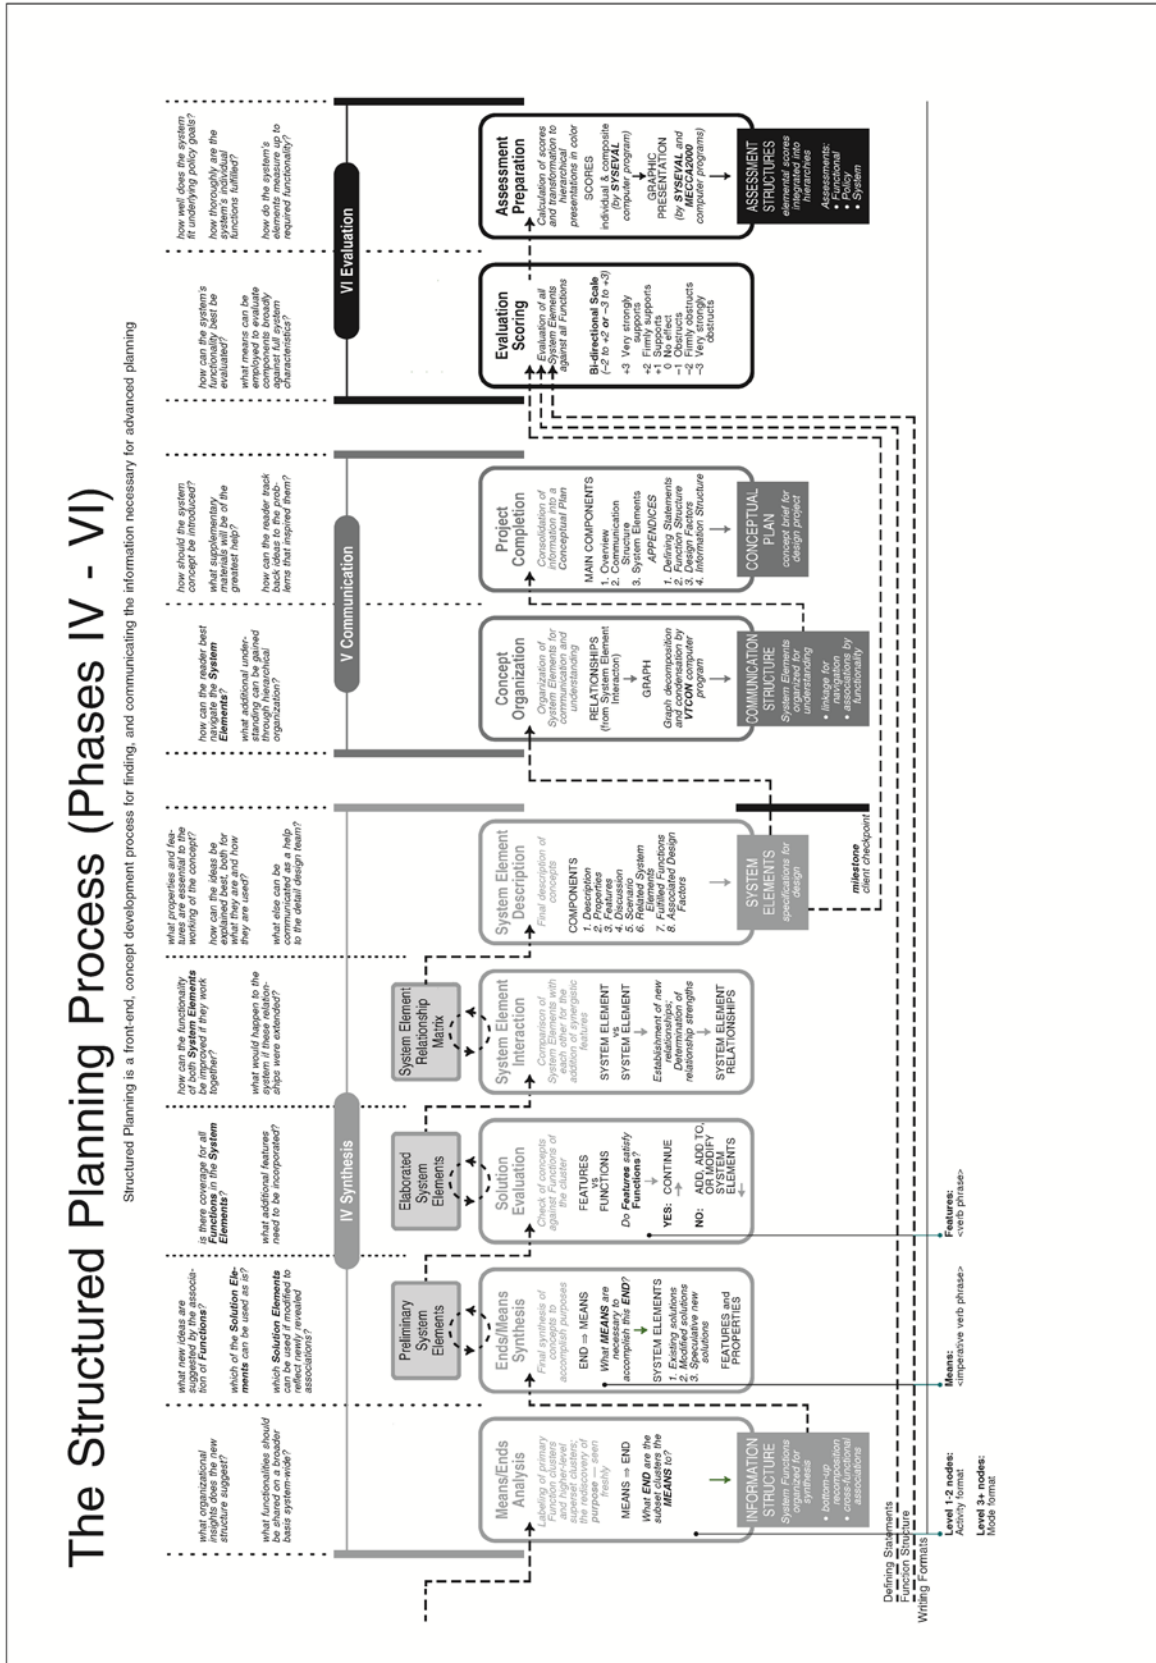 The Structured Planning Process (Phases IV - VI)
Structured Planning is a front-end, concept development process for finding, and communicating the information necessary for advanced planning
what organizational
insights does the new
structure suggest?
what functionalities should
be shared on a broader
basis system-wide?
what new ideas are
suggested by the associa-
tion of Functions?
which of the Solution Ele-
ments can be used as is?
which Solution Elements
can be used if modified to
reflect newly revealed
associations?
is there coverage for all
Functions in the System
Elements?
what additional features
need to be incorporated?
how can the functionality
of both System Elements
be improved if they work
together?
what would happen to the
system if these relation-
ships were extended?
what properties and fea-
tures are essential to the
working of the concept?
how can the ideas be
explained best, both for
what they are and how
they are used?
what else can be
communicated as a help
to the detail design team?
how can the reader best
navigate the System
Elements?
what additional under-
standing can be gained
through hierarchical
organization?
how should the system
concept be introduced?
what supplementary
materials will be of the
greatest help?
how can the reader track
back ideas to the prob-
lems that inspired them?
how can the system's
functionality best be
evaluated?
what means can be
employed to evaluate
components broadly
against full system
characteristics?
how well does the system
fit underlying policy goals?
how thoroughly are the
system's individual
functions fulfilled?
how do the system's
elements measure up to
required functionality?
IV Synthesis
V Communication
VI Evaluation
Preliminary
System
Elements
Elaborated
System
Elements
System Element
Relationship
Matrix
Means/Ends
Analysis
Labeling of primary
Function clusters
and higher-level
superset clusters;
the rediscovery of
purpose — seen
freshly
MEANS ⇒ END
What END are the
subset clusters the
MEANS to?
INFORMATION
STRUCTURE
System Functions
organized for
synthesis
• bottom-up
recomposition
• cross-functional
associations
Ends/Means
Synthesis
Final synthesis of
concepts to
accomplish purposes
END ⇒ MEANS
What MEANS are
necessary to
accomplish this END?
SYSTEM ELEMENTS
1. Existing solutions
2. Modified solutions
3. Speculative new
solutions
FEATURES and
PROPERTIES
Solution
Evaluation
Check of concepts
against Functions of
the cluster
FEATURES
vs
FUNCTIONS
Do Features satisfy
Functions?
YES: CONTINUE
NO: ADD, ADD TO,
OR MODIFY
SYSTEM
ELEMENTS
System Element
Interaction
Comparison of
System Elements with
each other for the
addition of synergistic
features
SYSTEM ELEMENT
vs
SYSTEM ELEMENT
Establishment of new
relationships;
Determination of
relationship strengths
SYSTEM ELEMENT
RELATIONSHIPS
System Element
Description
Final description of
concepts
COMPONENTS
1. Description
2. Properties
3. Features
4. Discussion
5. Scenario
6. Related System
Elements
7. Fulfilled Functions
8. Associated Design
Factors
SYSTEM
ELEMENTS
specifications for
design
milestone
client checkpoint
Concept
Organization
Organization of
System Elements for
communication and
understanding
RELATIONSHIPS
(from System Element
Interacton)
GRAPH
Graph decomposition
and condensation by
VTCON computer
program
COMMUNICATION
STRUCTURE
System Elements
organized for
understanding
• linkage for
navigation
• associations by
functionality
Project
Completion
Consolidation of
information into a
Conceptual Plan
MAIN COMPONENTS
1. Overview
2. Communication
Structure
3. System Elements
APPENDICES
1. Defining Statements
2. Function Structure
3. Design Factors
4. Information Structure
CONCEPTUAL
PLAN
concept brief for
design project
Evaluation
Scoring
Evaluation of all
System Elements
against all Functions
Bi-directional Scale
(–2 to +2 or –3 to +3)
+3 Very strongly
supports
+2 Firmly supports
+1 Supports
0 No effect
–1 Obstructs
–2 Firmly obstructs
–3 Very strongly
obstructs
Assessment
Preparation
Calculation of scores
and transformation to
hierarchical
presentations in color
SCORES
individual & composite
(by SYSEVAL
computer program)
GRAPHIC
PRESENTATION
(by SYSEVAL and
MECCA2000
computer programs)
ASSESSMENT
STRUCTURES
elemental scores
integrated into
hierarchies
Assessments:
• Functional
• Policy
• System
Defining Statements
Function Structure
Writing Formats
Level 1-2 nodes:
Activity format
Level 3+ nodes:
Mode format
Means:
<imperative verb phrase>
Features:
<verb phrase>